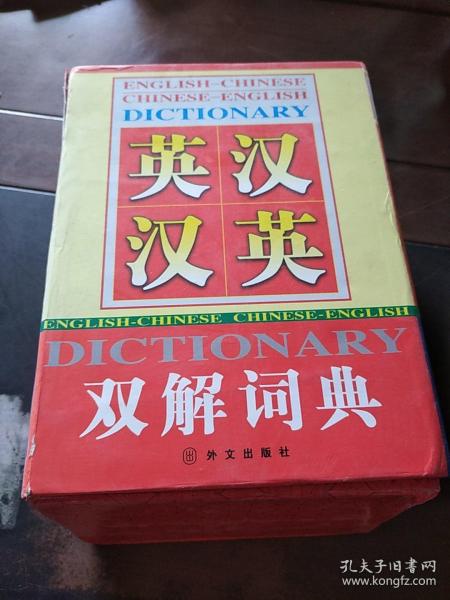 ENGLISH-CHINESE
CHINESE-ENGLISH
DICTIONARY
英汉
汉英
ENGLISH-CHINESE CHINESE-ENGLISH
DICTIONARY
双解词典
外文出版社
孔夫子旧书网
www.kongfz.com